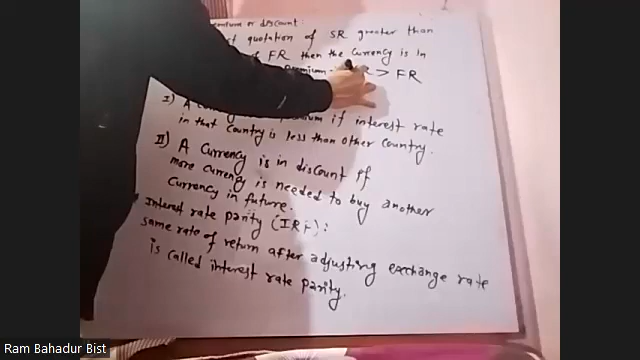 mium or discount:
quotation of SR greater than
FR then the currency is in
Premium. > FR
I) A if interest rate
in that country is less than other country.
II) A currency is in discount if
more currency is needed to buy another
currency in future.
Interest rate parity (IRP):
Same rate of return after adjusting exchange rate
is called interest rate parity.
Ram Bahadur Bist